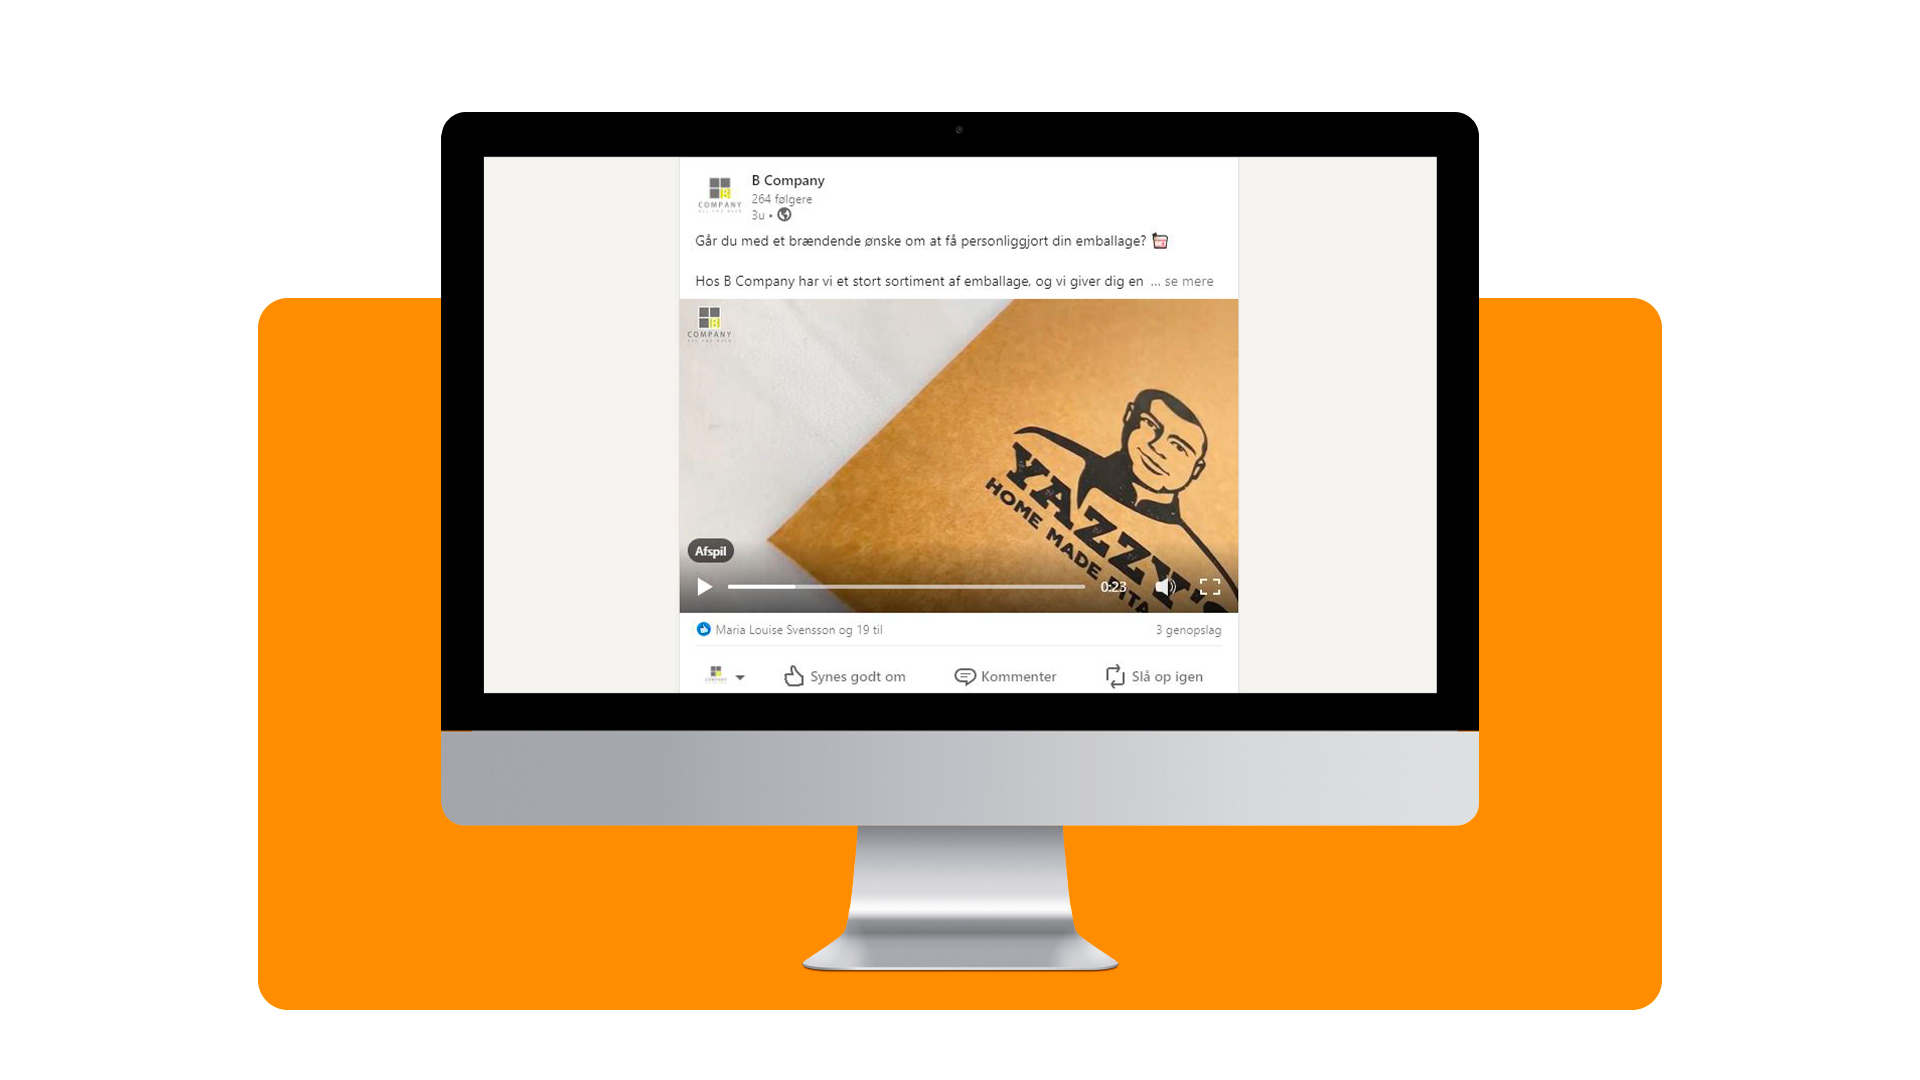 B Company
264 følgere
3u •
Går du med et brændende ønske om at få personliggjort din emballage?
Hos B Company har vi et stort sortiment af emballage, og vi giver dig en ... se mere
B
COMPANY
B
COMPANY
YAZZY'S
HOME MADE PITA
Afspil
0:23
Maria Louise Svensson og 19 til
3 genopslag
Synes godt om
Kommenter
Slå op igen